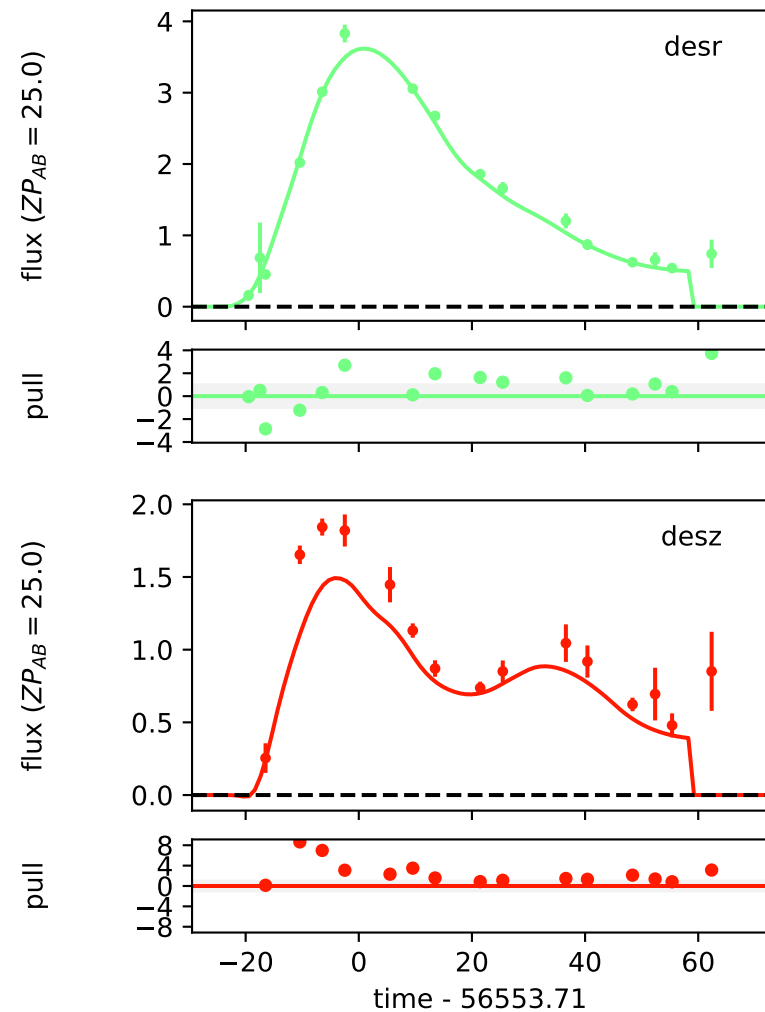 4
3
2
1
0
flux (ZP_AB = 25.0)
desr
4
2
0
−2
−4
pull
2.0
1.5
1.0
0.5
0.0
flux (ZP_AB = 25.0)
desz
8
4
0
−4
−8
pull
−20 0 20 40 60
time - 56553.71